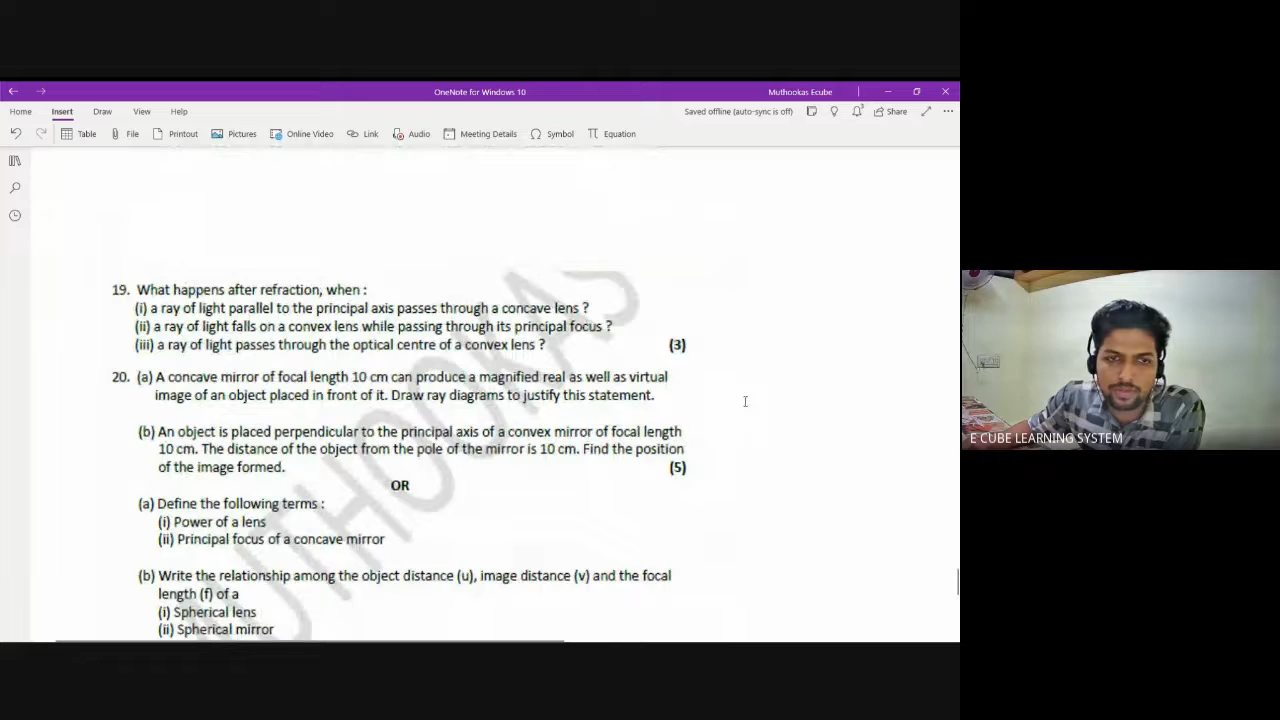 OneNote for Windows 10
Muthookas Ecube
Home Insert Draw View Help
Saved offline (auto-sync is off)
Share
Table File Printout Pictures Online Video Link Audio Meeting Details Symbol Equation
19. What happens after refraction, when :
(i) a ray of light parallel to the principal axis passes through a concave lens ?
(ii) a ray of light falls on a convex lens while passing through its principal focus ?
(iii) a ray of light passes through the optical centre of a convex lens ? (3)
20. (a) A concave mirror of focal length 10 cm can produce a magnified real as well as virtual
image of an object placed in front of it. Draw ray diagrams to justify this statement.
(b) An object is placed perpendicular to the principal axis of a convex mirror of focal length
10 cm. The distance of the object from the pole of the mirror is 10 cm. Find the position
of the image formed. (5)
OR
(a) Define the following terms :
(i) Power of a lens
(ii) Principal focus of a concave mirror
(b) Write the relationship among the object distance (u), image distance (v) and the focal
length (f) of a
(i) Spherical lens
(ii) Spherical mirror
UTHOOKAS
E CUBE LEARNING SYSTEM